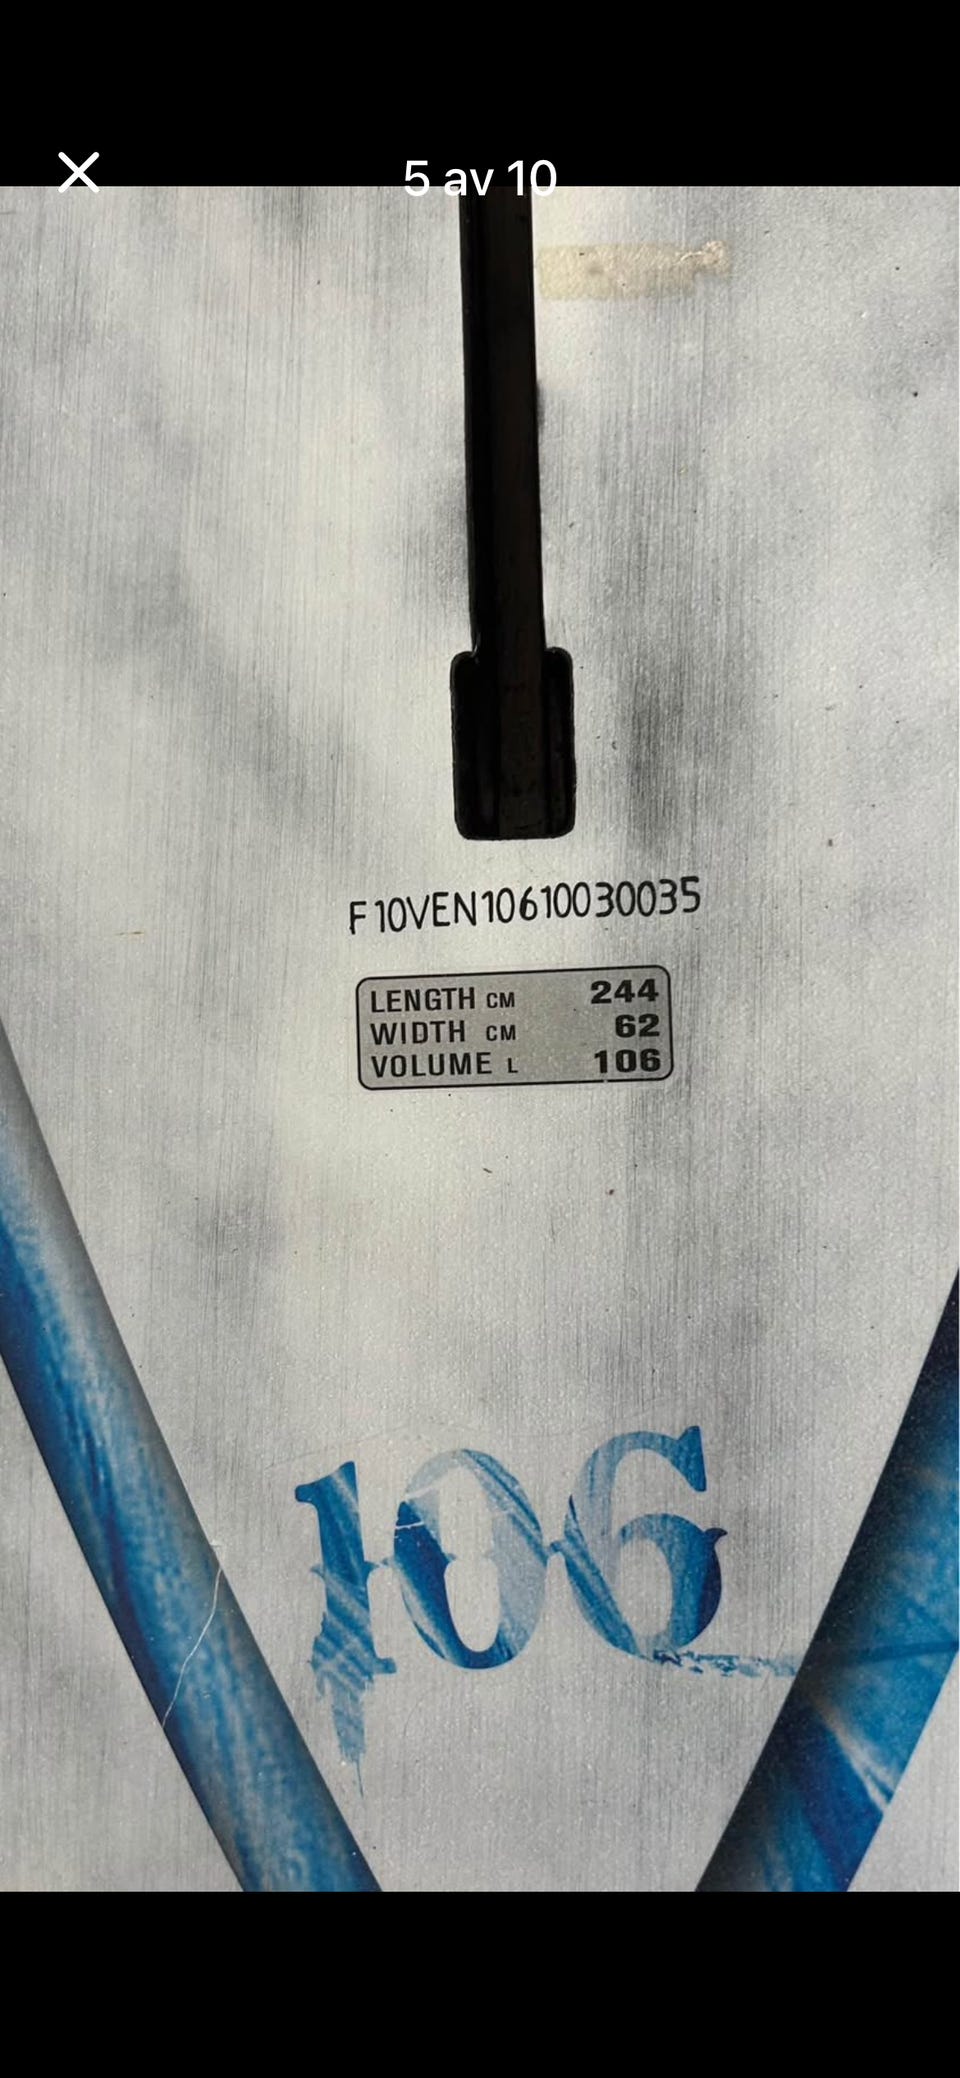 5 av 10
F10VEN10610030035
LENGTH CM 244
WIDTH CM 62
VOLUME L 106
106